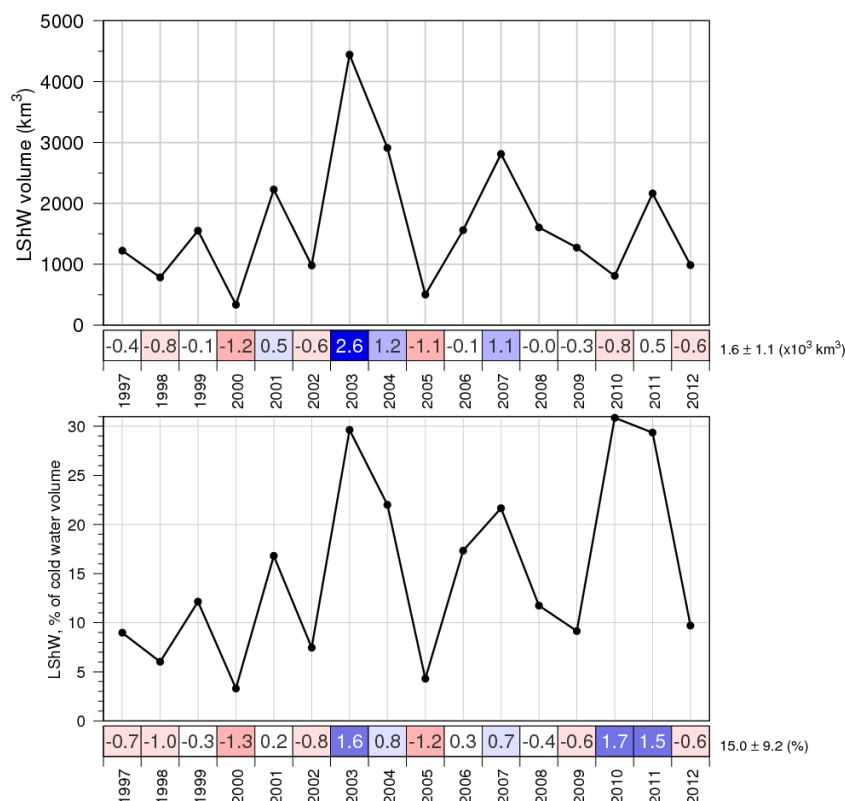 5000
4000
3000
2000
1000
0
LShW volume (km³)
-0.4 -0.8 -0.1 -1.2 0.5 -0.6 2.6 1.2 -1.1 -0.1 1.1 -0.0 -0.3 -0.8 0.5 -0.6 1.6 ± 1.1 (x10³ km³)
1997 1998 1999 2000 2001 2002 2003 2004 2005 2006 2007 2008 2009 2010 2011 2012
30
25
20
15
10
5
0
LShW, % of cold water volume
-0.7 -1.0 -0.3 -1.3 0.2 -0.8 1.6 0.8 -1.2 0.3 0.7 -0.4 -0.6 1.7 1.5 -0.6 15.0 ± 9.2 (%)
1997 1998 1999 2000 2001 2002 2003 2004 2005 2006 2007 2008 2009 2010 2011 2012